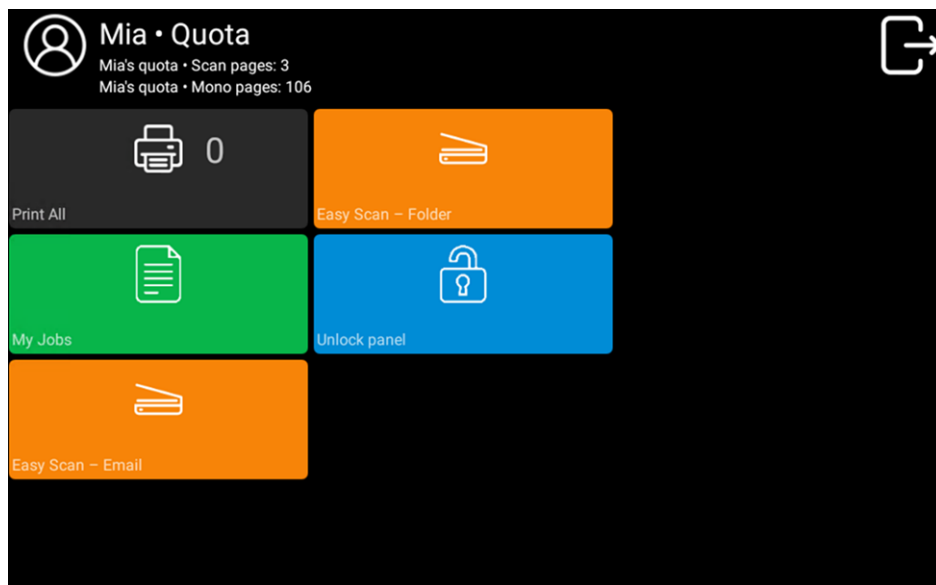 Mia • Quota
Mia's quota • Scan pages: 3
Mia's quota • Mono pages: 106
0
Print All
Easy Scan – Folder
My Jobs
Unlock panel
Easy Scan – Email